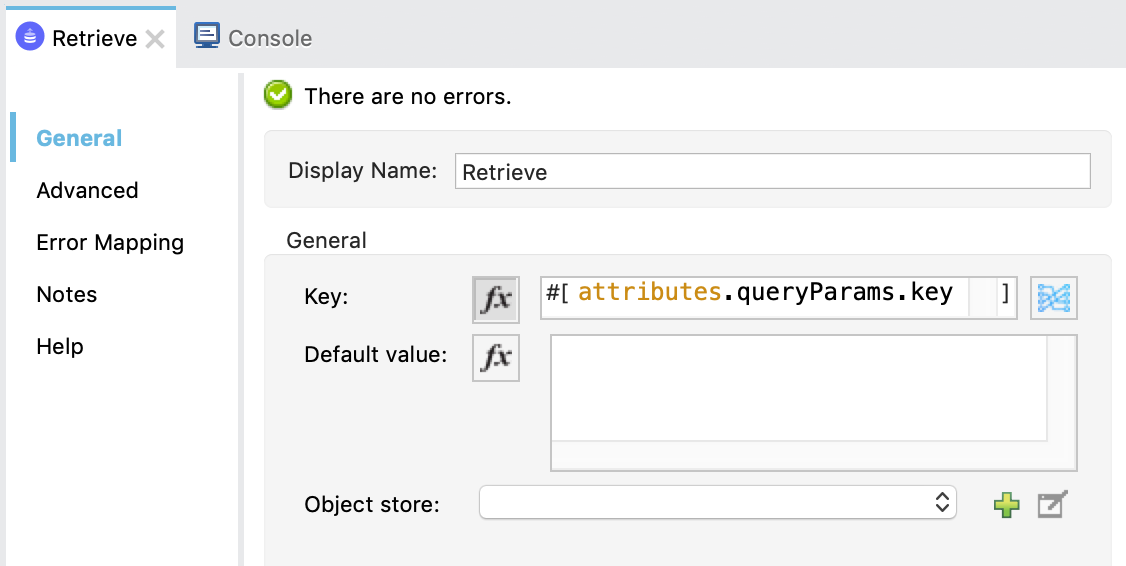 Retrieve
Console
There are no errors.
General
Advanced
Error Mapping
Notes
Help
Display Name: Retrieve
General
Key: fx #[ attributes.queryParams.key ]
Default value: fx
Object store: